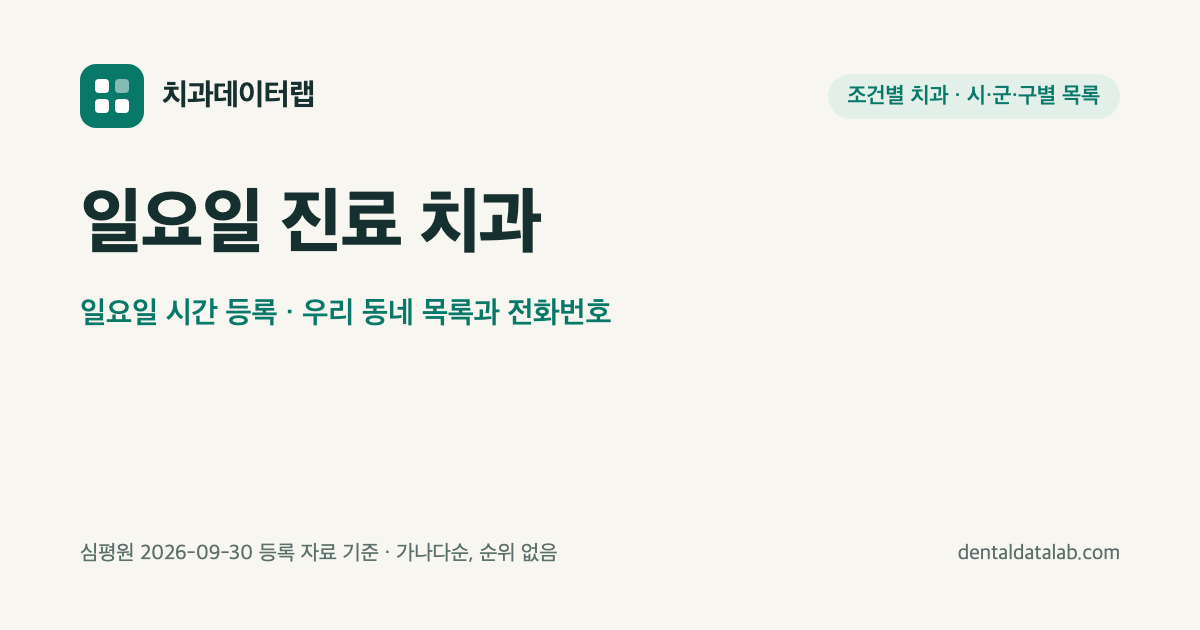 치과데이터랩
조건별 치과 · 시·군·구별 목록
일요일 진료 치과
일요일 시간 등록 · 우리 동네 목록과 전화번호
심평원 2026-09-30 등록 자료 기준 · 가나다순, 순위 없음
dentaldatalab.com